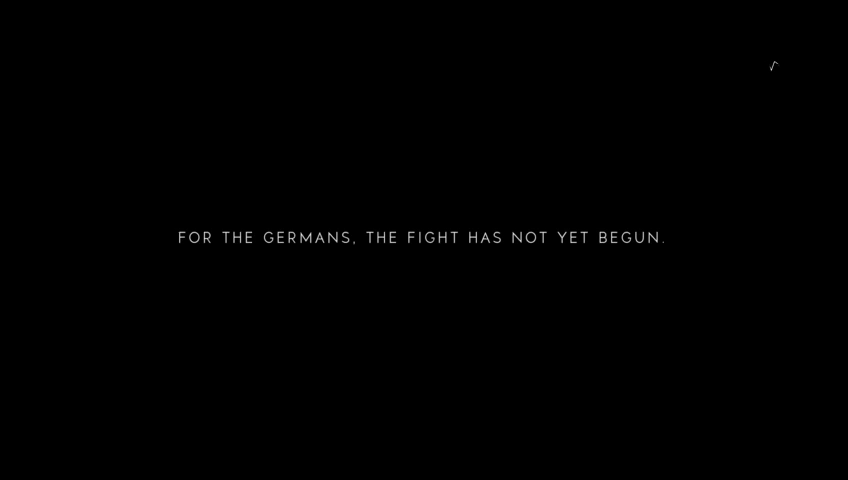 FOR THE GERMANS, THE FIGHT HAS NOT YET BEGUN.